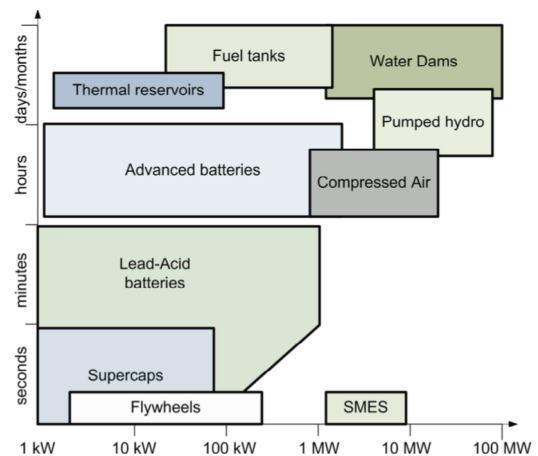 days/months
hours
minutes
seconds
Fuel tanks
Water Dams
Thermal reservoirs
Pumped hydro
Advanced batteries
Compressed Air
Lead-Acid
batteries
Supercaps
Flywheels
SMES
1 kW 10 kW 100 kW 1 MW 10 MW 100 MW